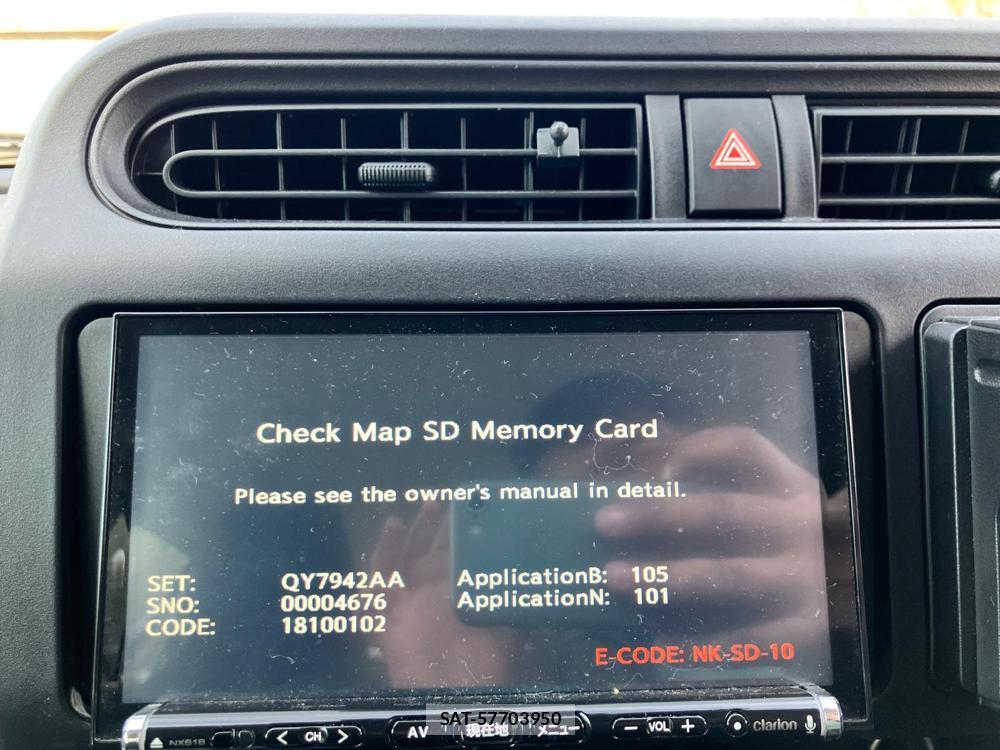 Check Map SD Memory Card
Please see the owner's manual in detail.
SET: QY7942AA ApplicationB: 105
SNO: 00004676 ApplicationN: 101
CODE: 18100102
E-CODE: NK-SD-10
SAT-57703950
NX618 < CH > AV 現在地 メニュー − VOL + clarion